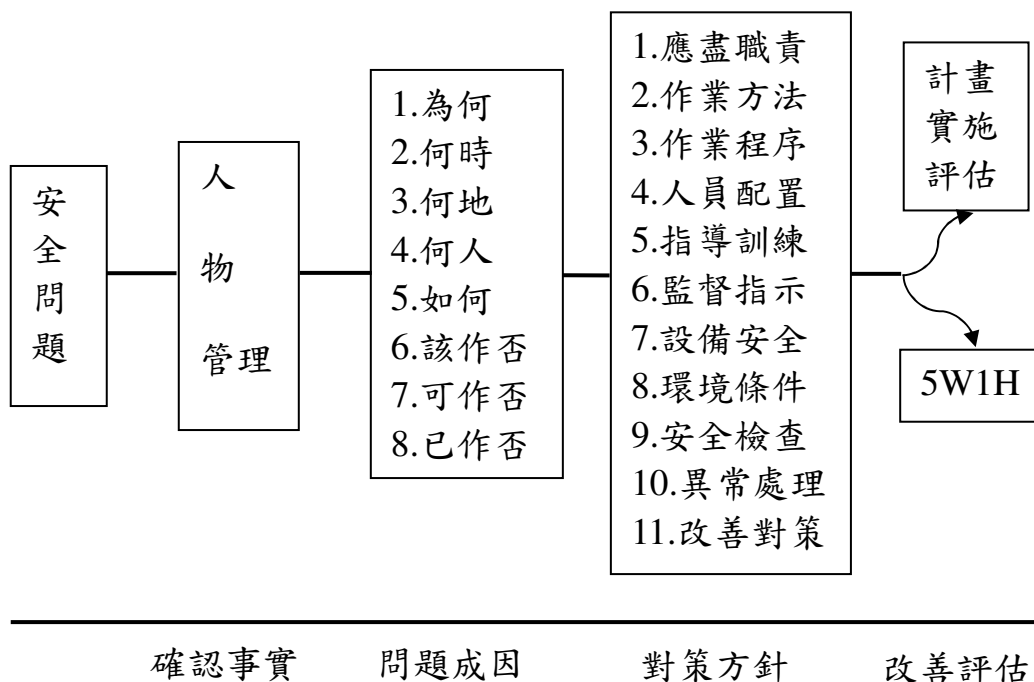 安
全
問
題
人
物
管理
1.為何
2.何時
3.何地
4.何人
5.如何
6.該作否
7.可作否
8.已作否
1.應盡職責
2.作業方法
3.作業程序
4.人員配置
5.指導訓練
6.監督指示
7.設備安全
8.環境條件
9.安全檢查
10.異常處理
11.改善對策
計畫
實施
評估
5W1H
確認事實 問題成因 對策方針 改善評估